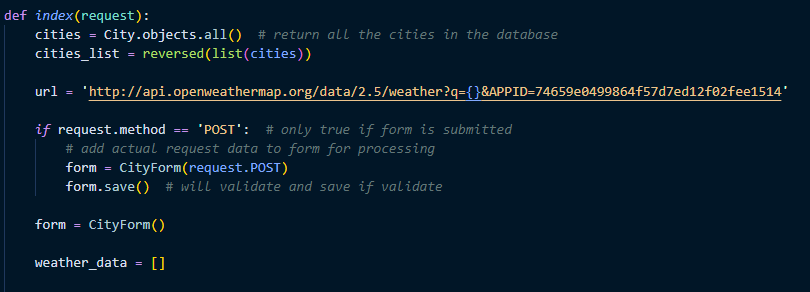 def index(request):
    cities = City.objects.all()  # return all the cities in the database
    cities_list = reversed(list(cities))
    url = 'http://api.openweathermap.org/data/2.5/weather?q={}&APPID=74659e0499864f57d7ed12f02fee1514'
    if request.method == 'POST':  # only true if form is submitted
        # add actual request data to form for processing
        form = CityForm(request.POST)
        form.save()  # will validate and save if validate
    form = CityForm()
    weather_data = []